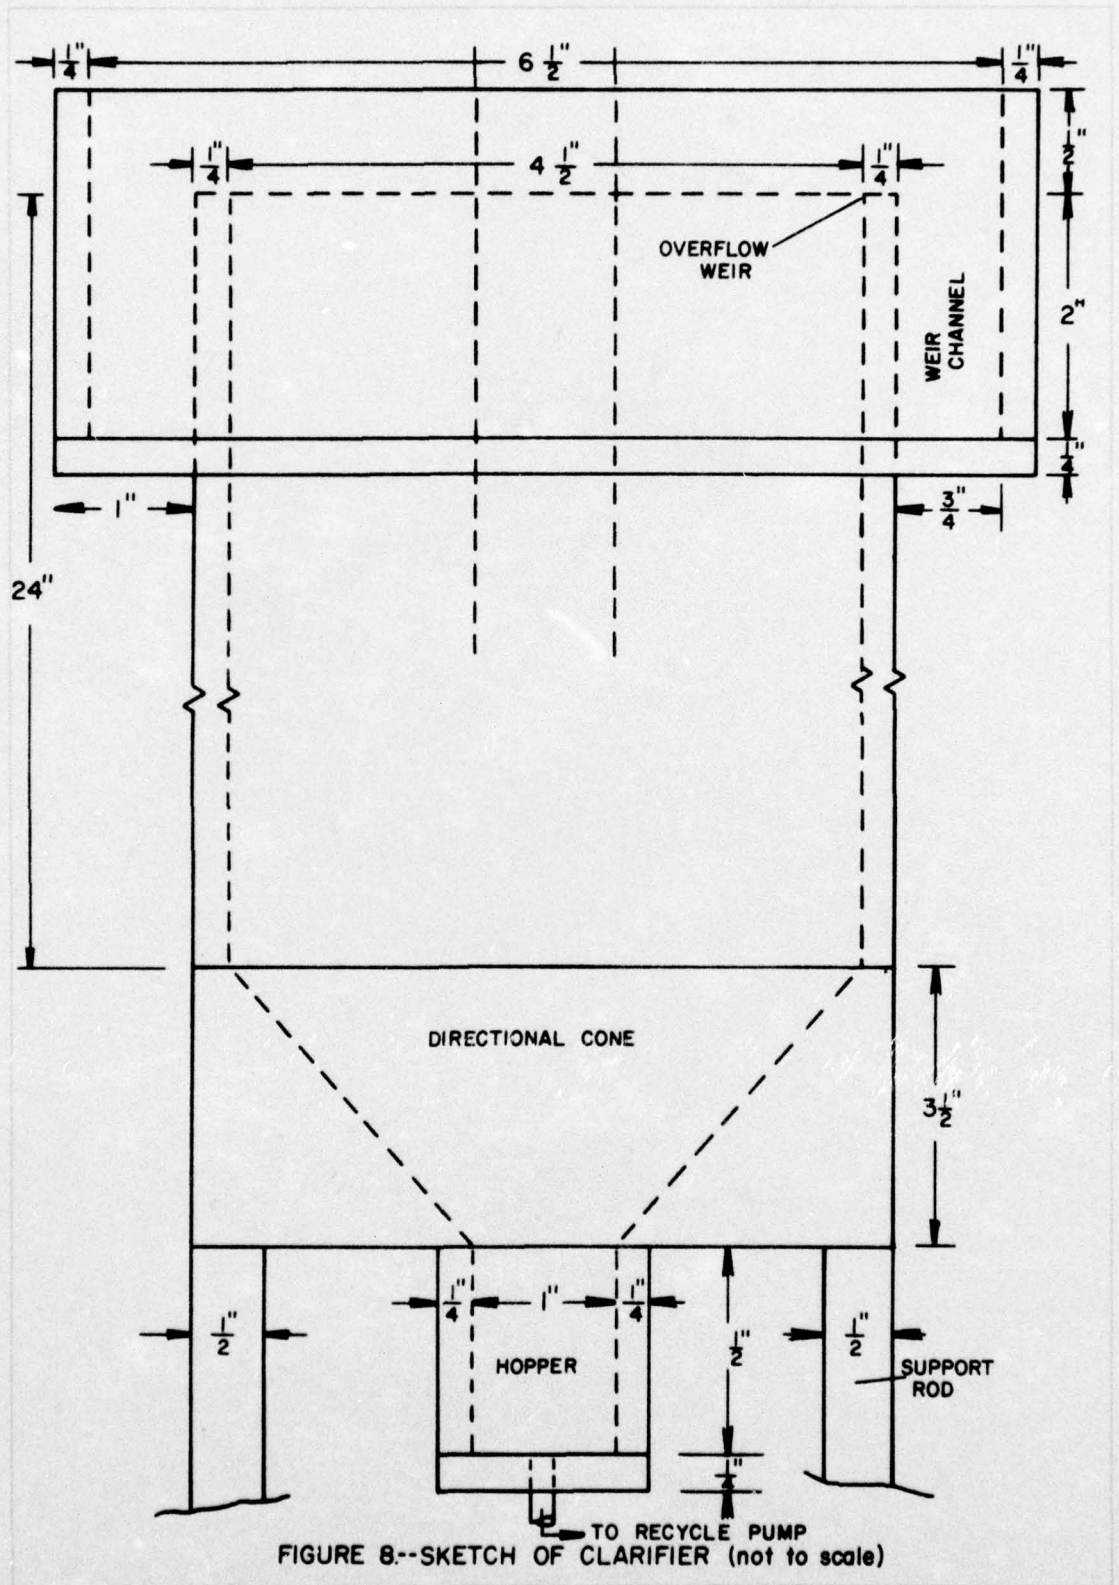 1/4" 6 1/2" 1/4"
1/4" 4 1/2" 1/4" 1/2"
OVERFLOW
WEIR
WEIR
CHANNEL
2"
1/4"
1" 3/4"
24"
DIRECTIONAL CONE
3 1/2"
1/4" 1" 1/4"
1/2" 1/2" 1/2"
HOPPER
SUPPORT
ROD
1/4"
TO RECYCLE PUMP
FIGURE 8.--SKETCH OF CLARIFIER (not to scale)